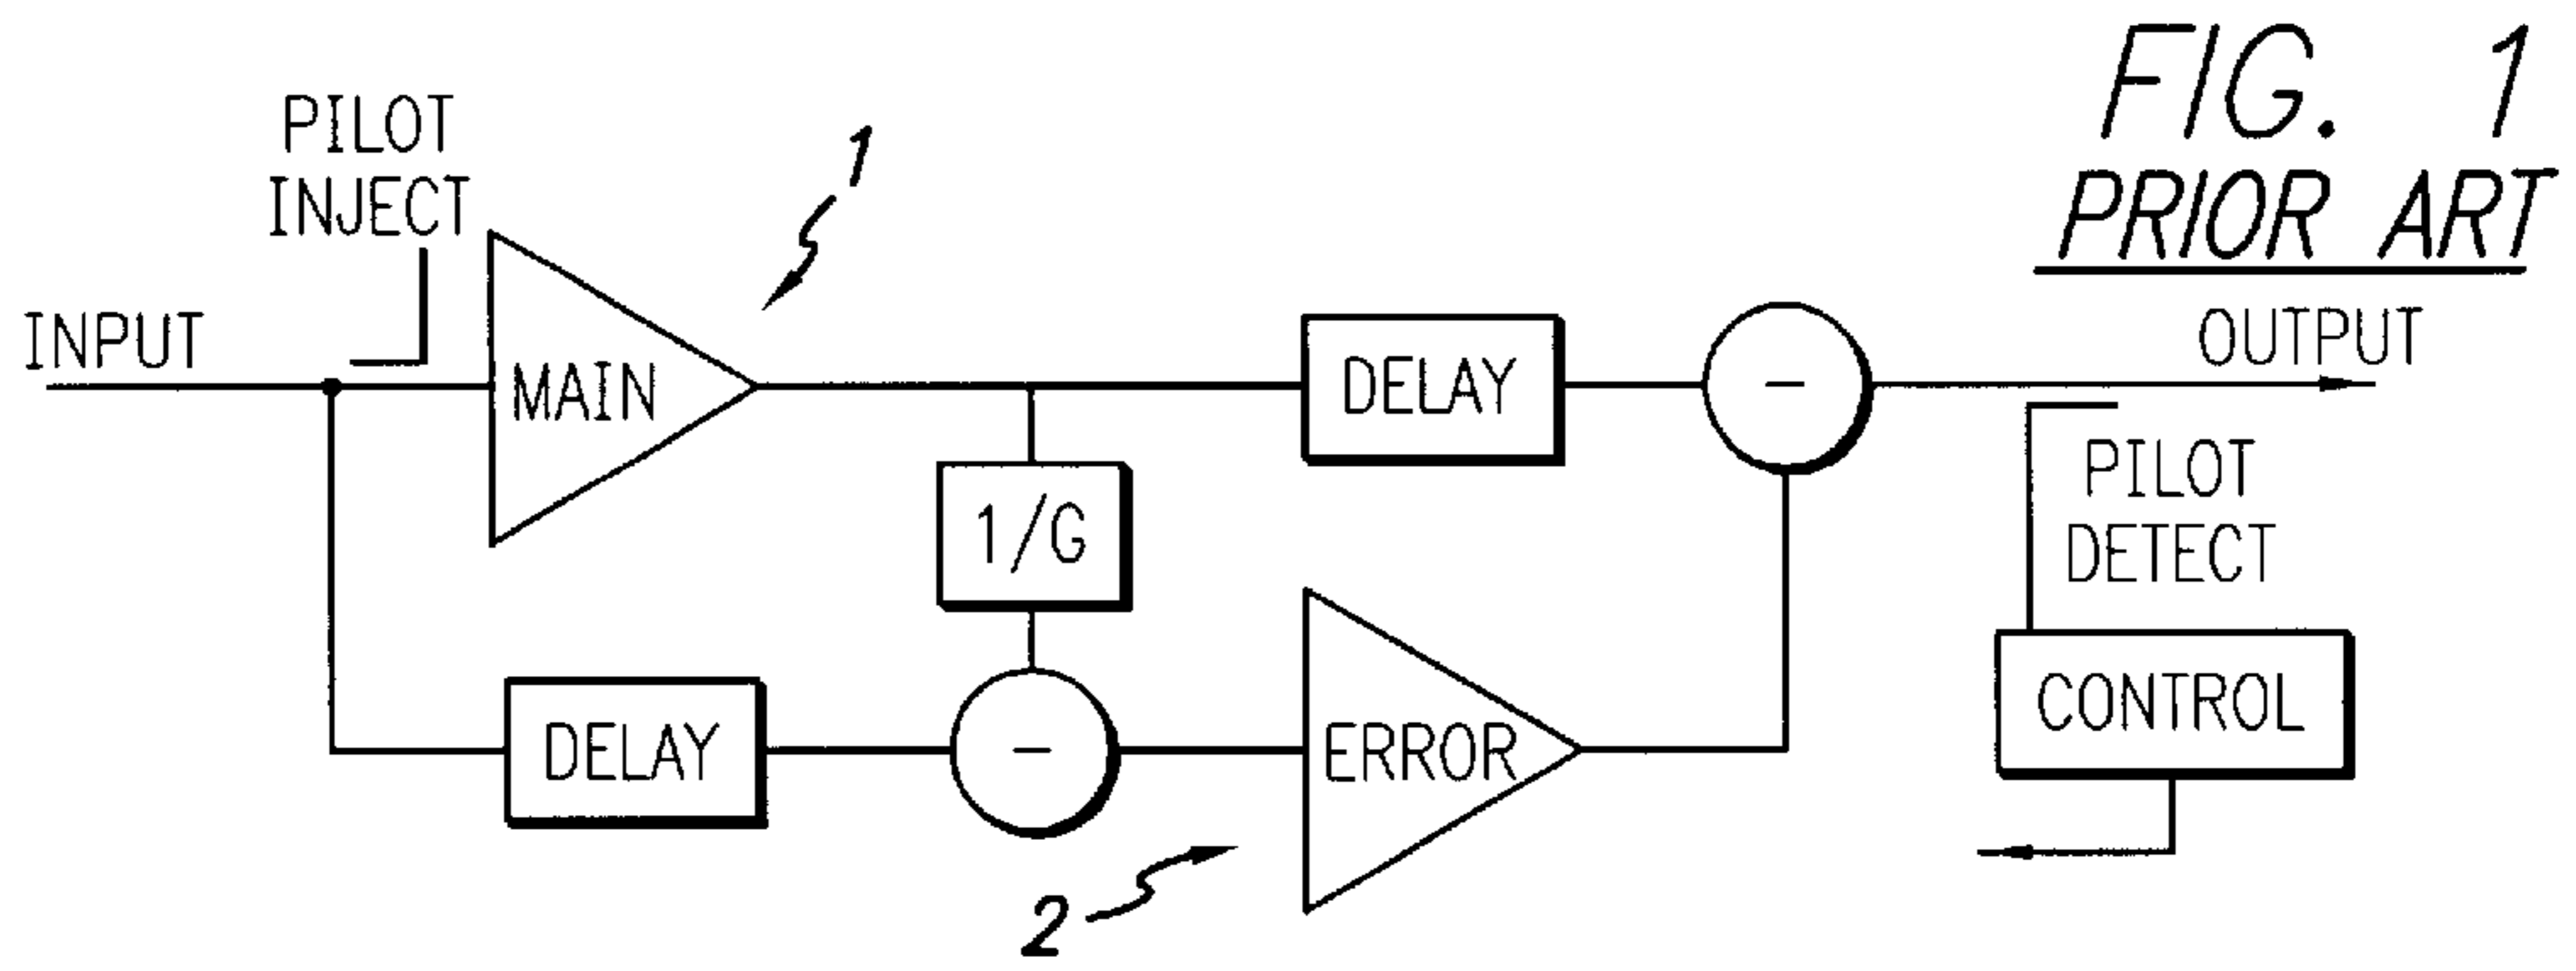 FIG. 1
PRIOR ART
PILOT
INJECT
1
INPUT
MAIN
DELAY
-
OUTPUT
1/G
PILOT
DETECT
DELAY
-
ERROR
CONTROL
2